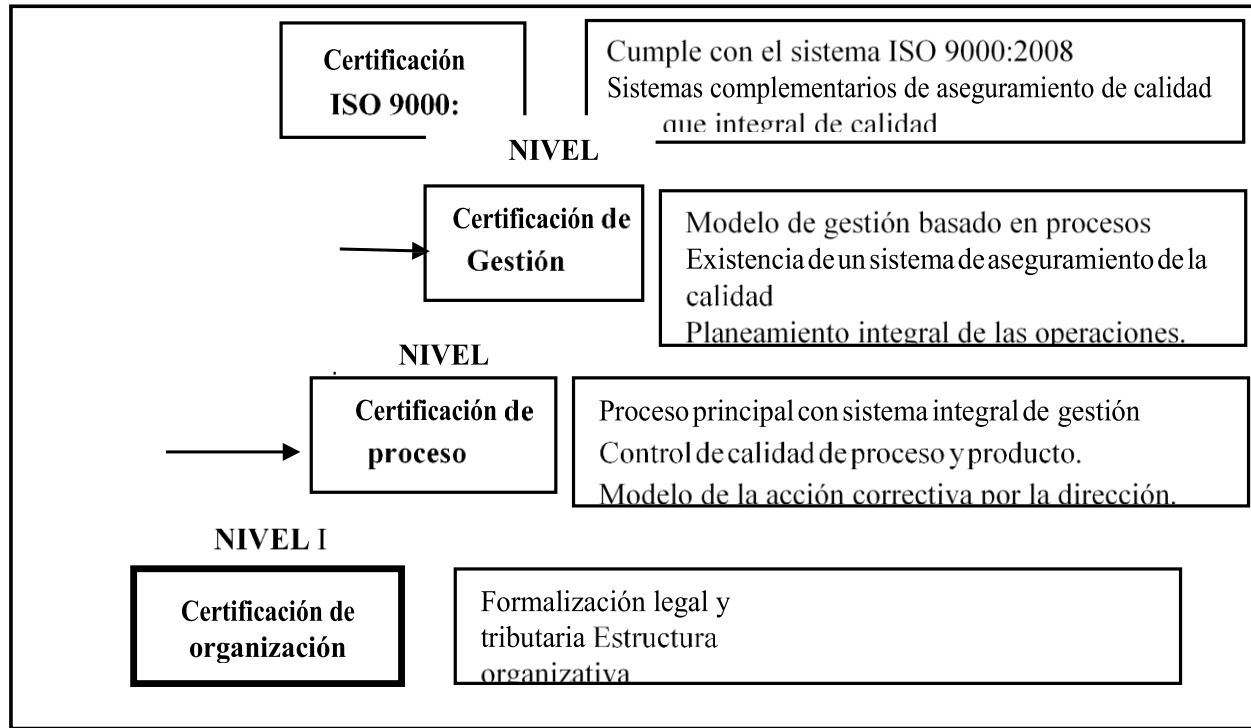 Certificación
ISO 9000:
Cumple con el sistema ISO 9000:2008
Sistemas complementarios de aseguramiento de calidad
que integral de calidad
NIVEL
Certificación de
Gestión
Modelo de gestión basado en procesos
Existencia de un sistema de aseguramiento de la
calidad
Planeamiento integral de las operaciones.
NIVEL
Certificación de
proceso
Proceso principal con sistema integral de gestión
Control de calidad de proceso y producto.
Modelo de la acción correctiva por la dirección.
NIVEL I
Certificación de
organización
Formalización legal y
tributaria Estructura
organizativa